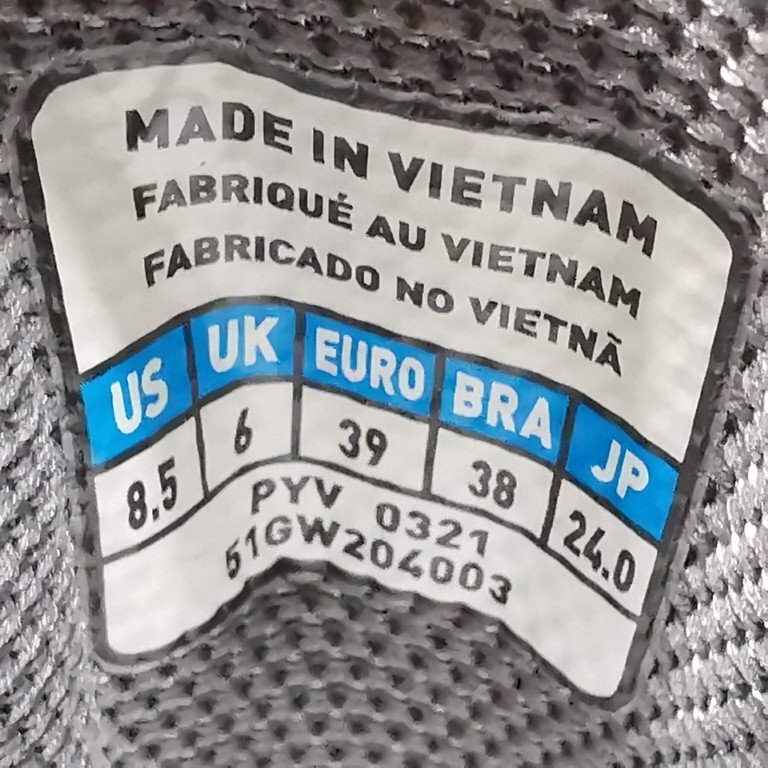 MADE IN VIETNAM
FABRIQUÉ AU VIETNAM
FABRICADO NO VIETNÃ
US UK EURO BRA JP
8.5 6 39 38 24.0
PYV 0321
51GW204003